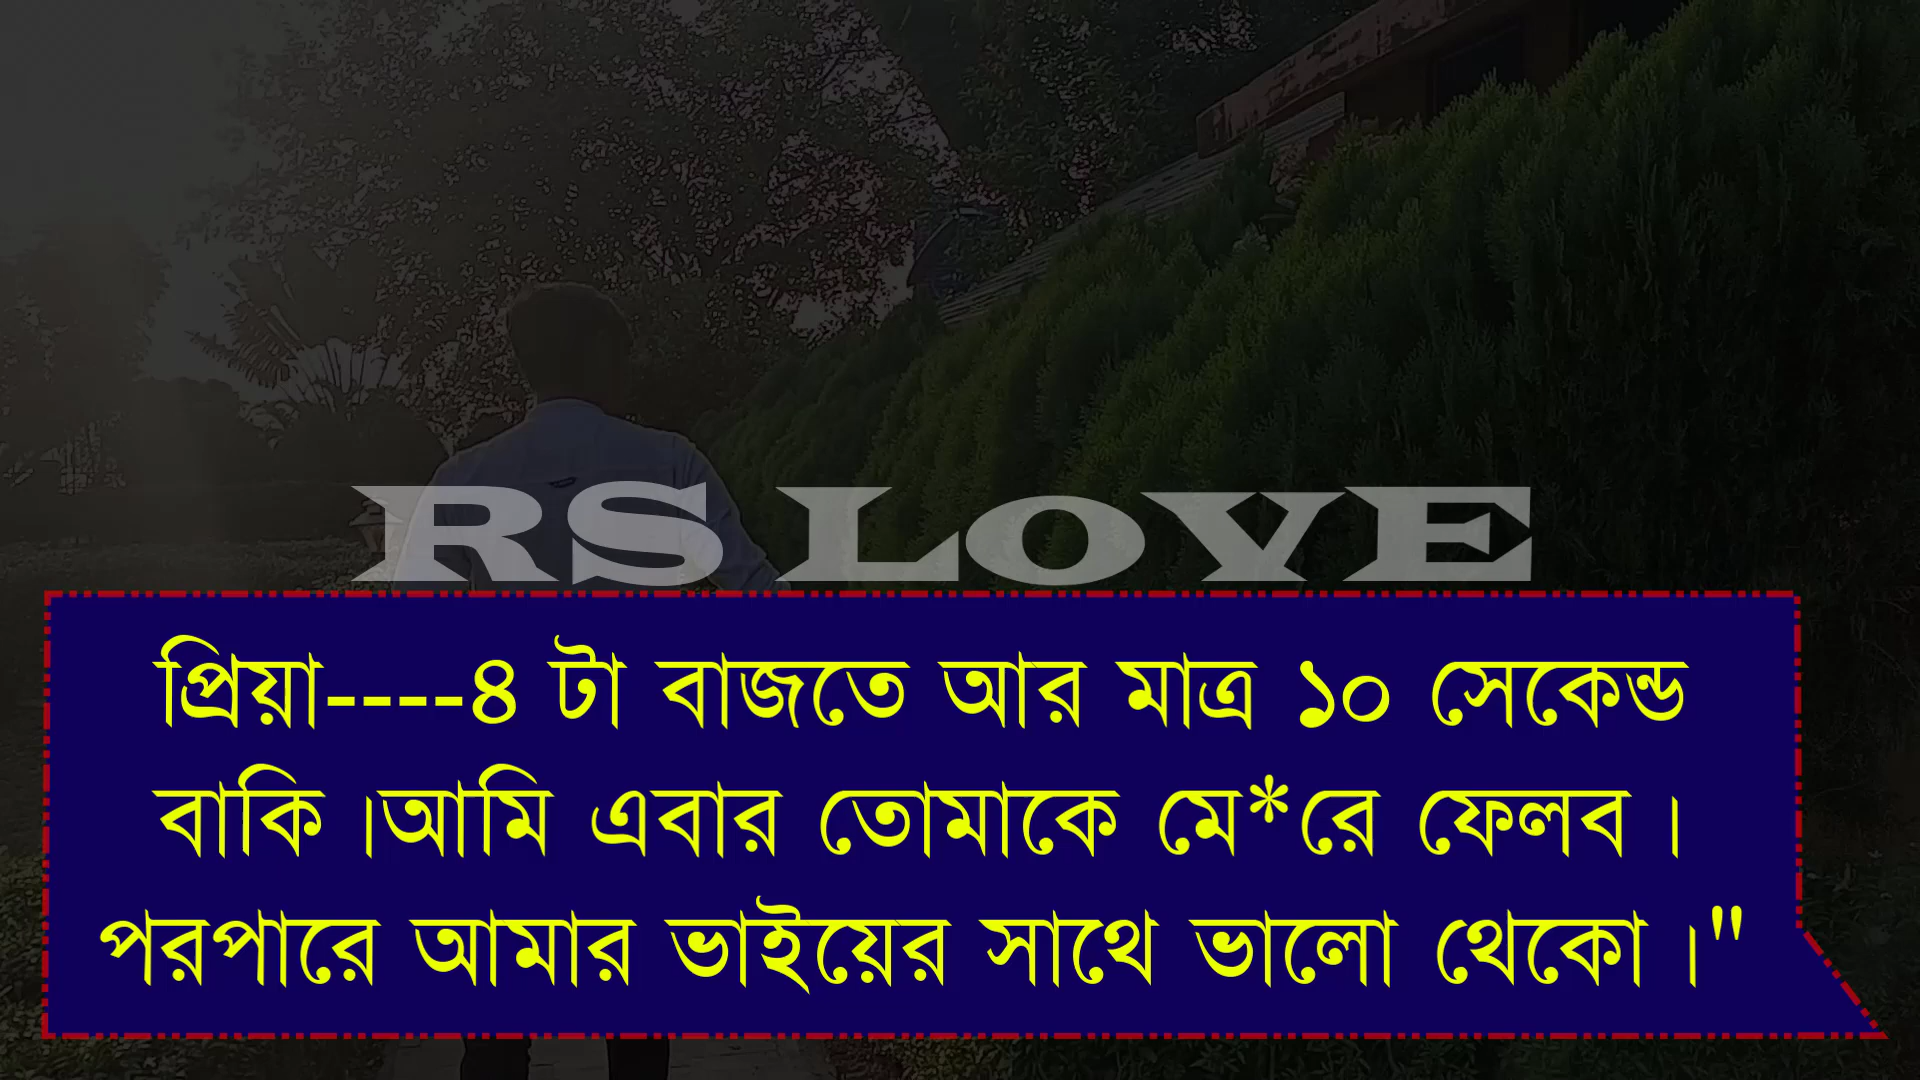 RS LOVE
প্রিয়া----৪ টা বাজতে আর মাত্র ১০ সেকেন্ড
বাকি ।আমি এবার তোমাকে মে*রে ফেলব ।
পরপারে আমার ভাইয়ের সাথে ভালো থেকো ।"